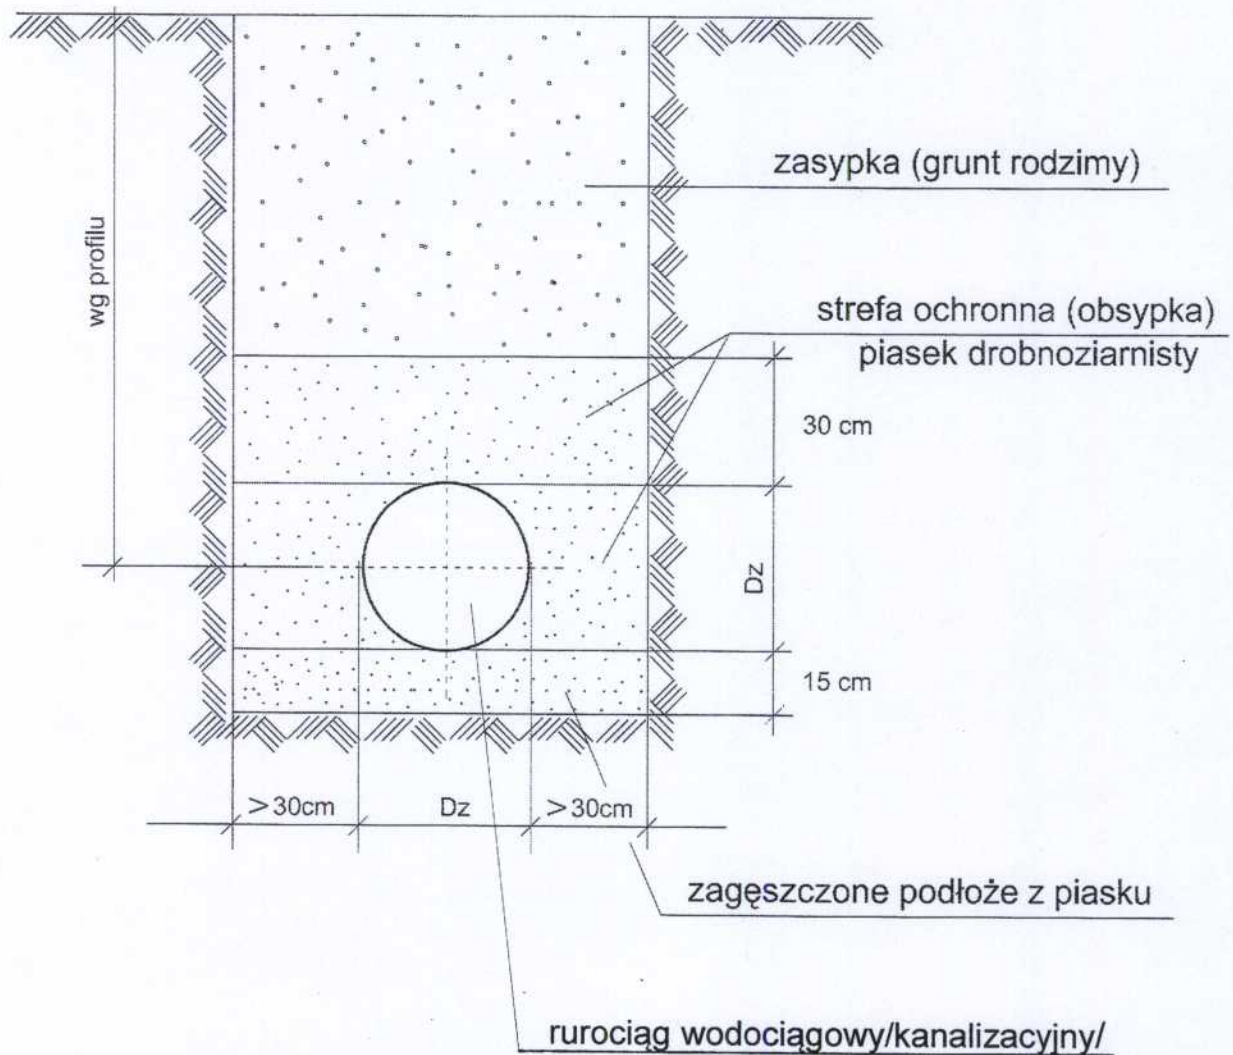 zasypka (grunt rodzimy)
wg profilu
strefa ochronna (obsypka)
piasek drobnoziarnisty
30 cm
Dz
15 cm
>30cm
Dz
>30cm
zagęszczone podłoże z piasku
rurociąg wodociągowy/kanalizacyjny/